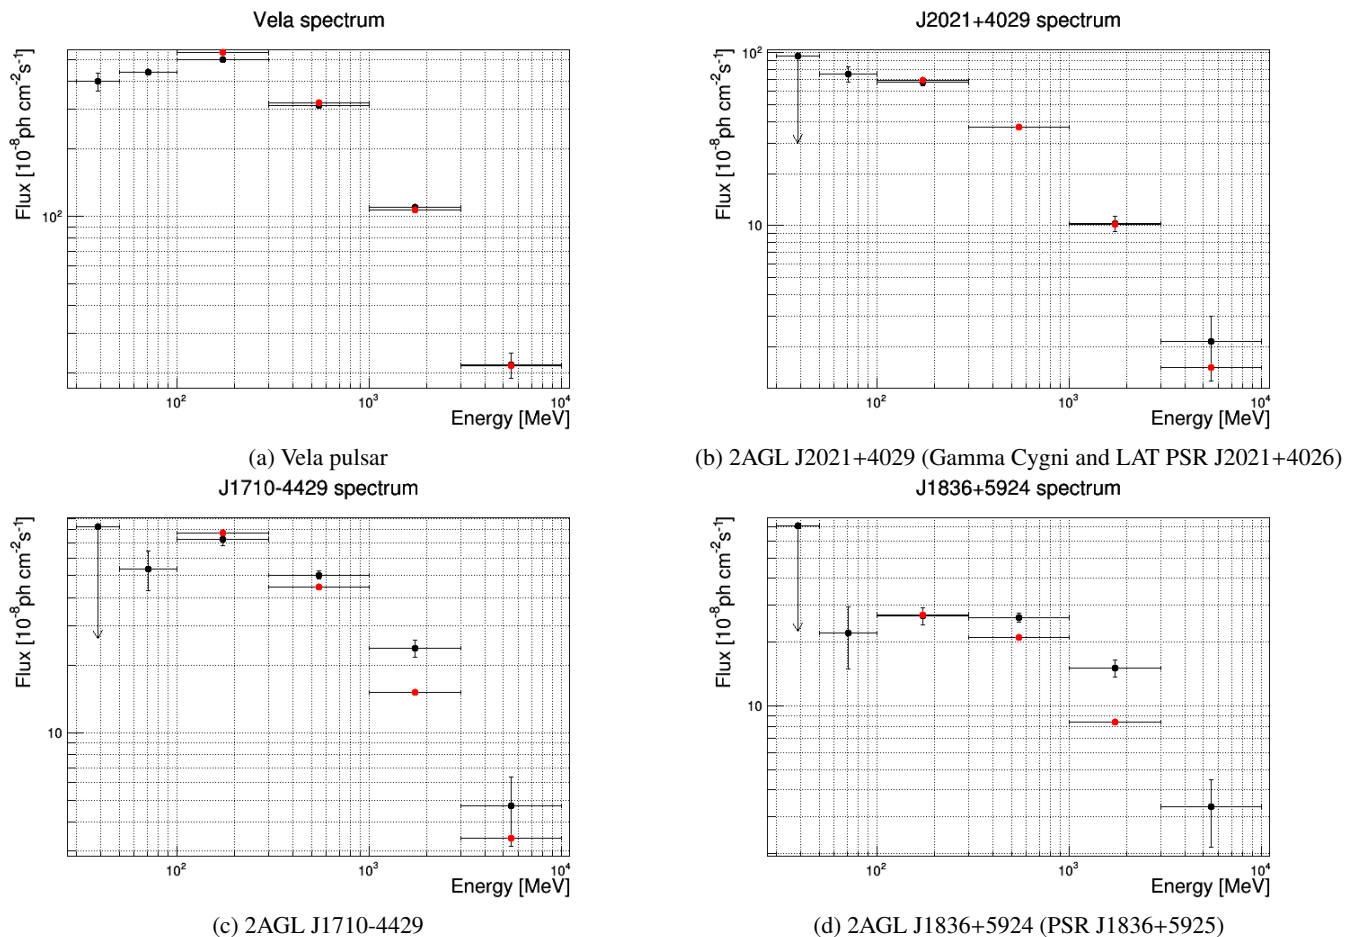 Vela spectrum
Flux [10⁻⁸ph cm⁻²s⁻¹]
10²
10² 10³ 10⁴
Energy [MeV]
(a) Vela pulsar
J2021+4029 spectrum
Flux [10⁻⁸ph cm⁻²s⁻¹]
10²
10
10² 10³ 10⁴
Energy [MeV]
(b) 2AGL J2021+4029 (Gamma Cygni and LAT PSR J2021+4026)
J1710-4429 spectrum
Flux [10⁻⁸ph cm⁻²s⁻¹]
10
10² 10³ 10⁴
Energy [MeV]
(c) 2AGL J1710-4429
J1836+5924 spectrum
Flux [10⁻⁸ph cm⁻²s⁻¹]
10
10² 10³ 10⁴
Energy [MeV]
(d) 2AGL J1836+5924 (PSR J1836+5925)